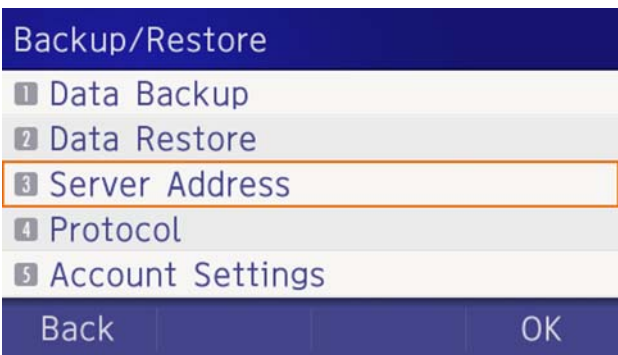 Backup/Restore
1 Data Backup
2 Data Restore
3 Server Address
4 Protocol
5 Account Settings
Back OK